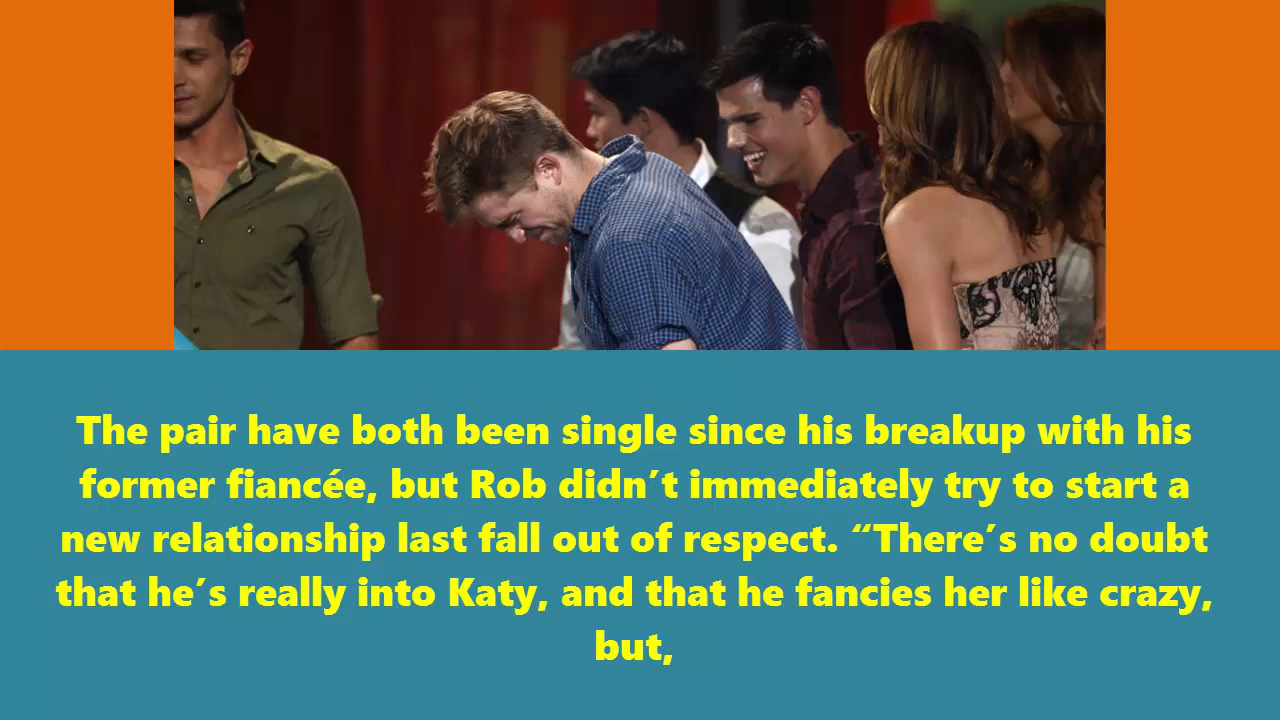 The pair have both been single since his breakup with his
former fiancée, but Rob didn’t immediately try to start a
new relationship last fall out of respect. “There’s no doubt
that he’s really into Katy, and that he fancies her like crazy,
but,